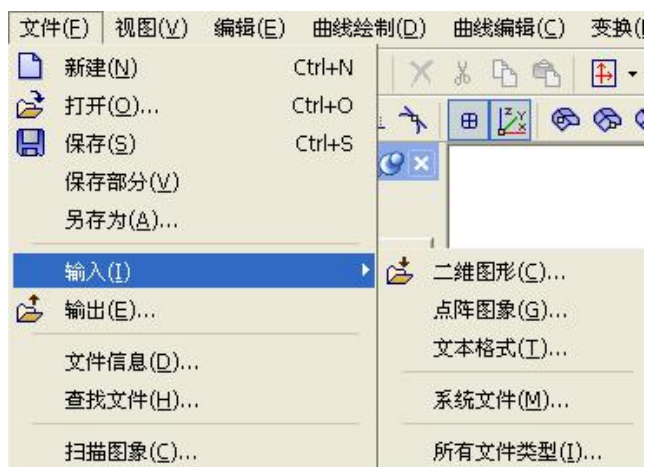 文件(F) 视图(V) 编辑(E) 曲线绘制(D) 曲线编辑(C) 变换(
新建(N) Ctrl+N
打开(O)... Ctrl+O
保存(S) Ctrl+S
保存部分(V)
另存为(A)...
输入(I)
输出(E)...
文件信息(D)...
查找文件(H)...
扫描图象(C)...
二维图形(C)...
点阵图象(G)...
文本格式(T)...
系统文件(M)...
所有文件类型(I)...